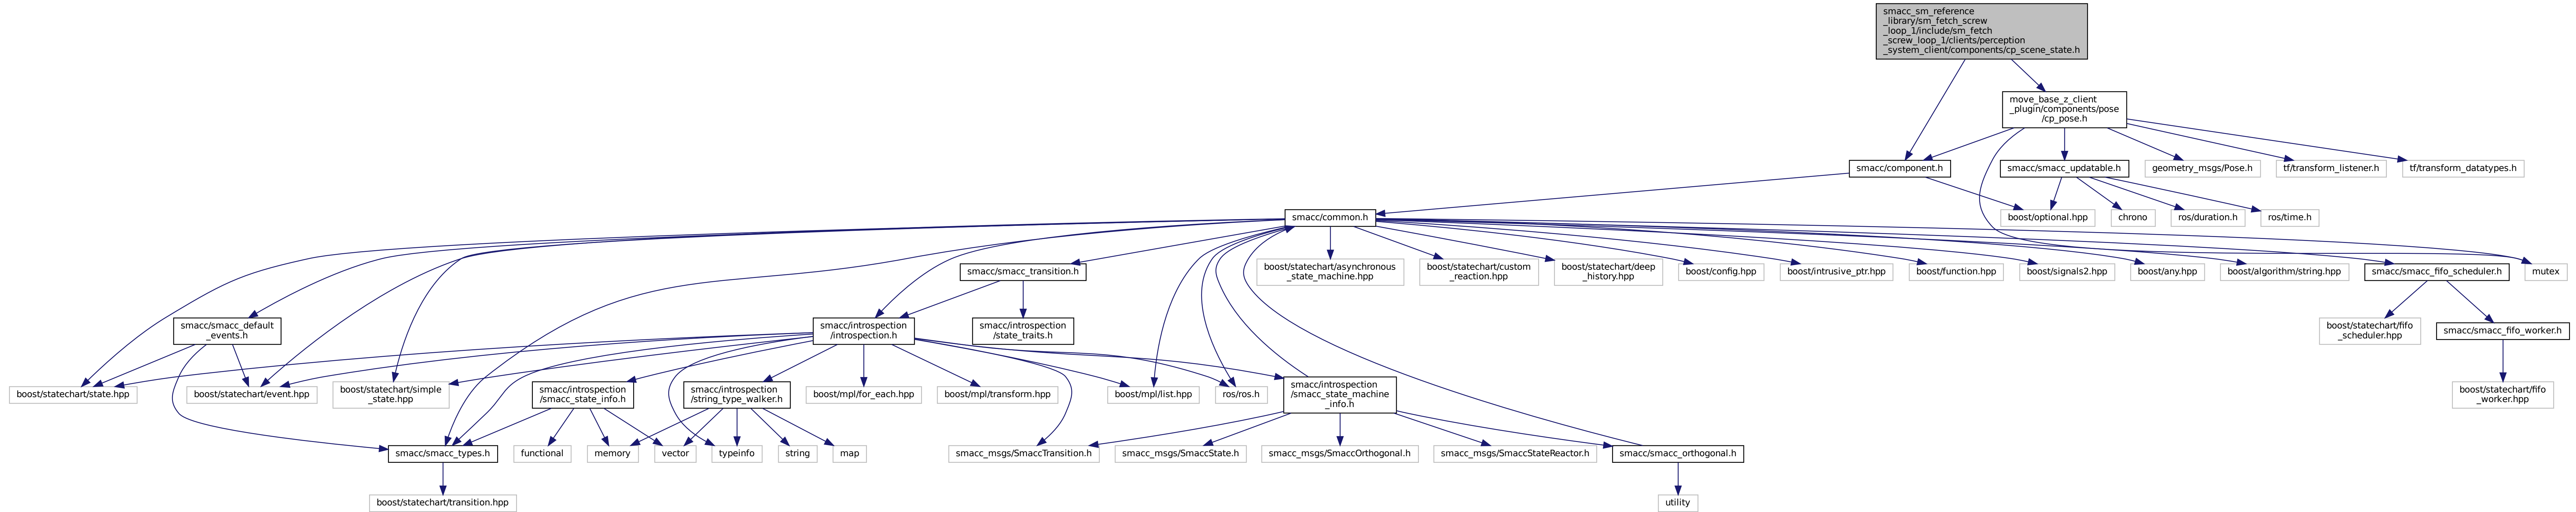 smacc_sm_reference
_library/sm_fetch_screw
_loop_1/include/sm_fetch
_screw_loop_1/clients/perception
_system_client/components/cp_scene_state.h
move_base_z_client
_plugin/components/pose
/cp_pose.h
smacc/component.h
smacc/smacc_updatable.h
geometry_msgs/Pose.h
tf/transform_listener.h
tf/transform_datatypes.h
smacc/common.h
boost/optional.hpp
chrono
ros/duration.h
ros/time.h
smacc/smacc_transition.h
boost/statechart/asynchronous
_state_machine.hpp
boost/statechart/custom
_reaction.hpp
boost/statechart/deep
_history.hpp
boost/config.hpp
boost/intrusive_ptr.hpp
boost/function.hpp
boost/signals2.hpp
boost/any.hpp
boost/algorithm/string.hpp
smacc/smacc_fifo_scheduler.h
mutex
smacc/smacc_default
_events.h
smacc/introspection
/introspection.h
smacc/introspection
/state_traits.h
boost/statechart/fifo
_scheduler.hpp
smacc/smacc_fifo_worker.h
boost/statechart/state.hpp
boost/statechart/event.hpp
boost/statechart/simple
_state.hpp
smacc/introspection
/smacc_state_info.h
smacc/introspection
/string_type_walker.h
boost/mpl/for_each.hpp
boost/mpl/transform.hpp
boost/mpl/list.hpp
ros/ros.h
smacc/introspection
/smacc_state_machine
_info.h
boost/statechart/fifo
_worker.hpp
smacc/smacc_types.h
functional
memory
vector
typeinfo
string
map
smacc_msgs/SmaccTransition.h
smacc_msgs/SmaccState.h
smacc_msgs/SmaccOrthogonal.h
smacc_msgs/SmaccStateReactor.h
smacc/smacc_orthogonal.h
boost/statechart/transition.hpp
utility